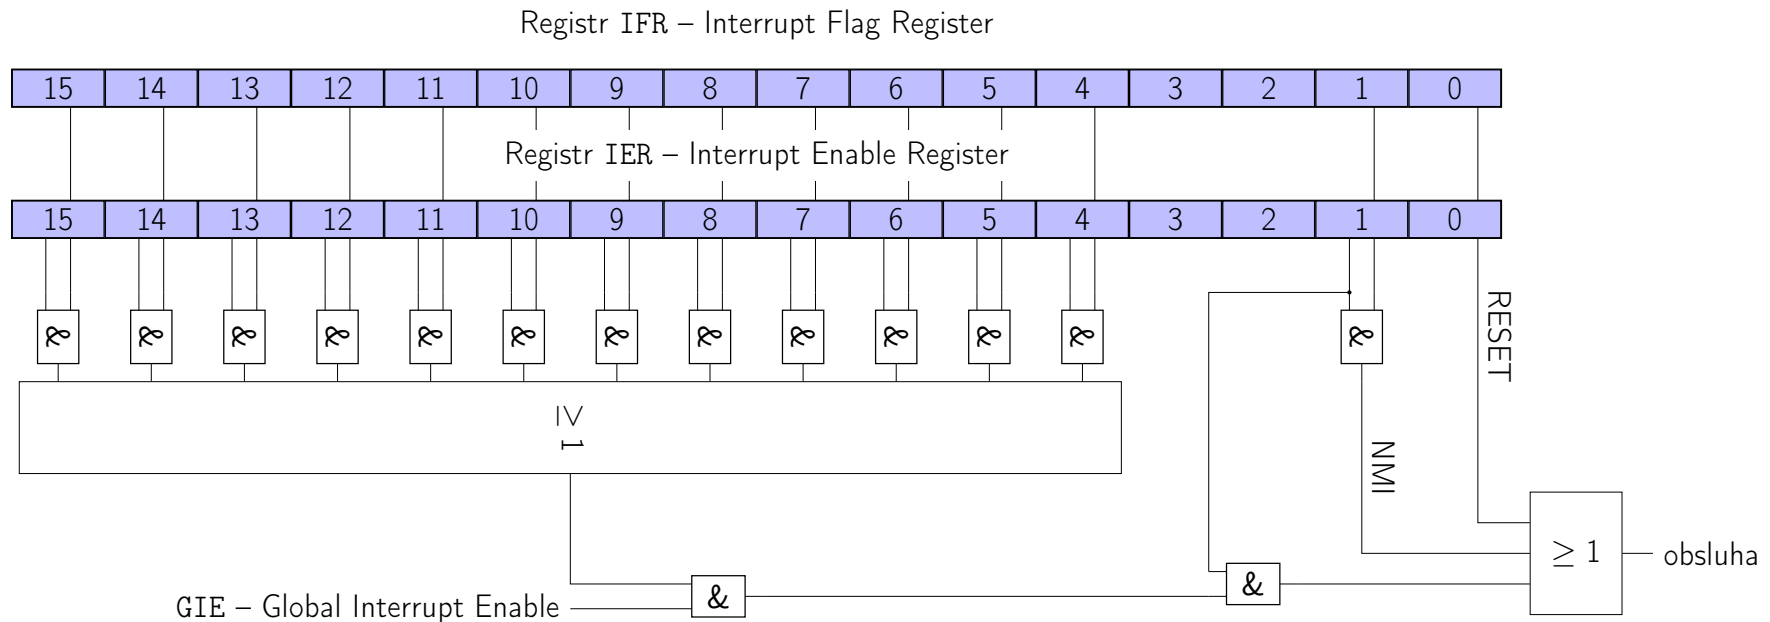 Registr IFR – Interrupt Flag Register
15 14 13 12 11 10 9 8 7 6 5 4 3 2 1 0
Registr IER – Interrupt Enable Register
15 14 13 12 11 10 9 8 7 6 5 4 3 2 1 0
& & & & & & & & & & & & &
RESET
≥ 1
NMI
≥ 1
obsluha
&
GIE – Global Interrupt Enable
&